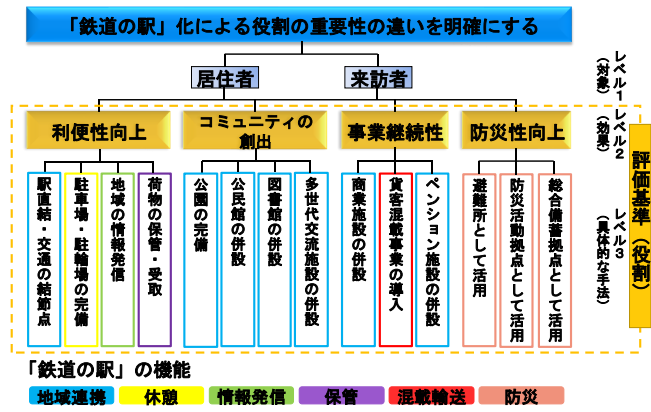 「鉄道の駅」化による役割の重要性の違いを明確にする
居住者
来訪者
レベル1
（対象）
利便性向上
コミュニティの
創出
事業継続性
防災性向上
レベル2
（効果）
駅直結・交通の結節点
駐車場・駐輪場の完備
地域の情報発信
荷物の保管・受取
公園の完備
公民館の併設
図書館の併設
多世代交流施設の併設
商業施設の併設
貨客混載事業の導入
ペンション施設の併設
避難所として活用
防災活動拠点として活用
総合備蓄拠点として活用
レベル3
（具体的な手法）
評価基準（役割）
「鉄道の駅」の機能
地域連携
休憩
情報発信
保管
混載輸送
防災